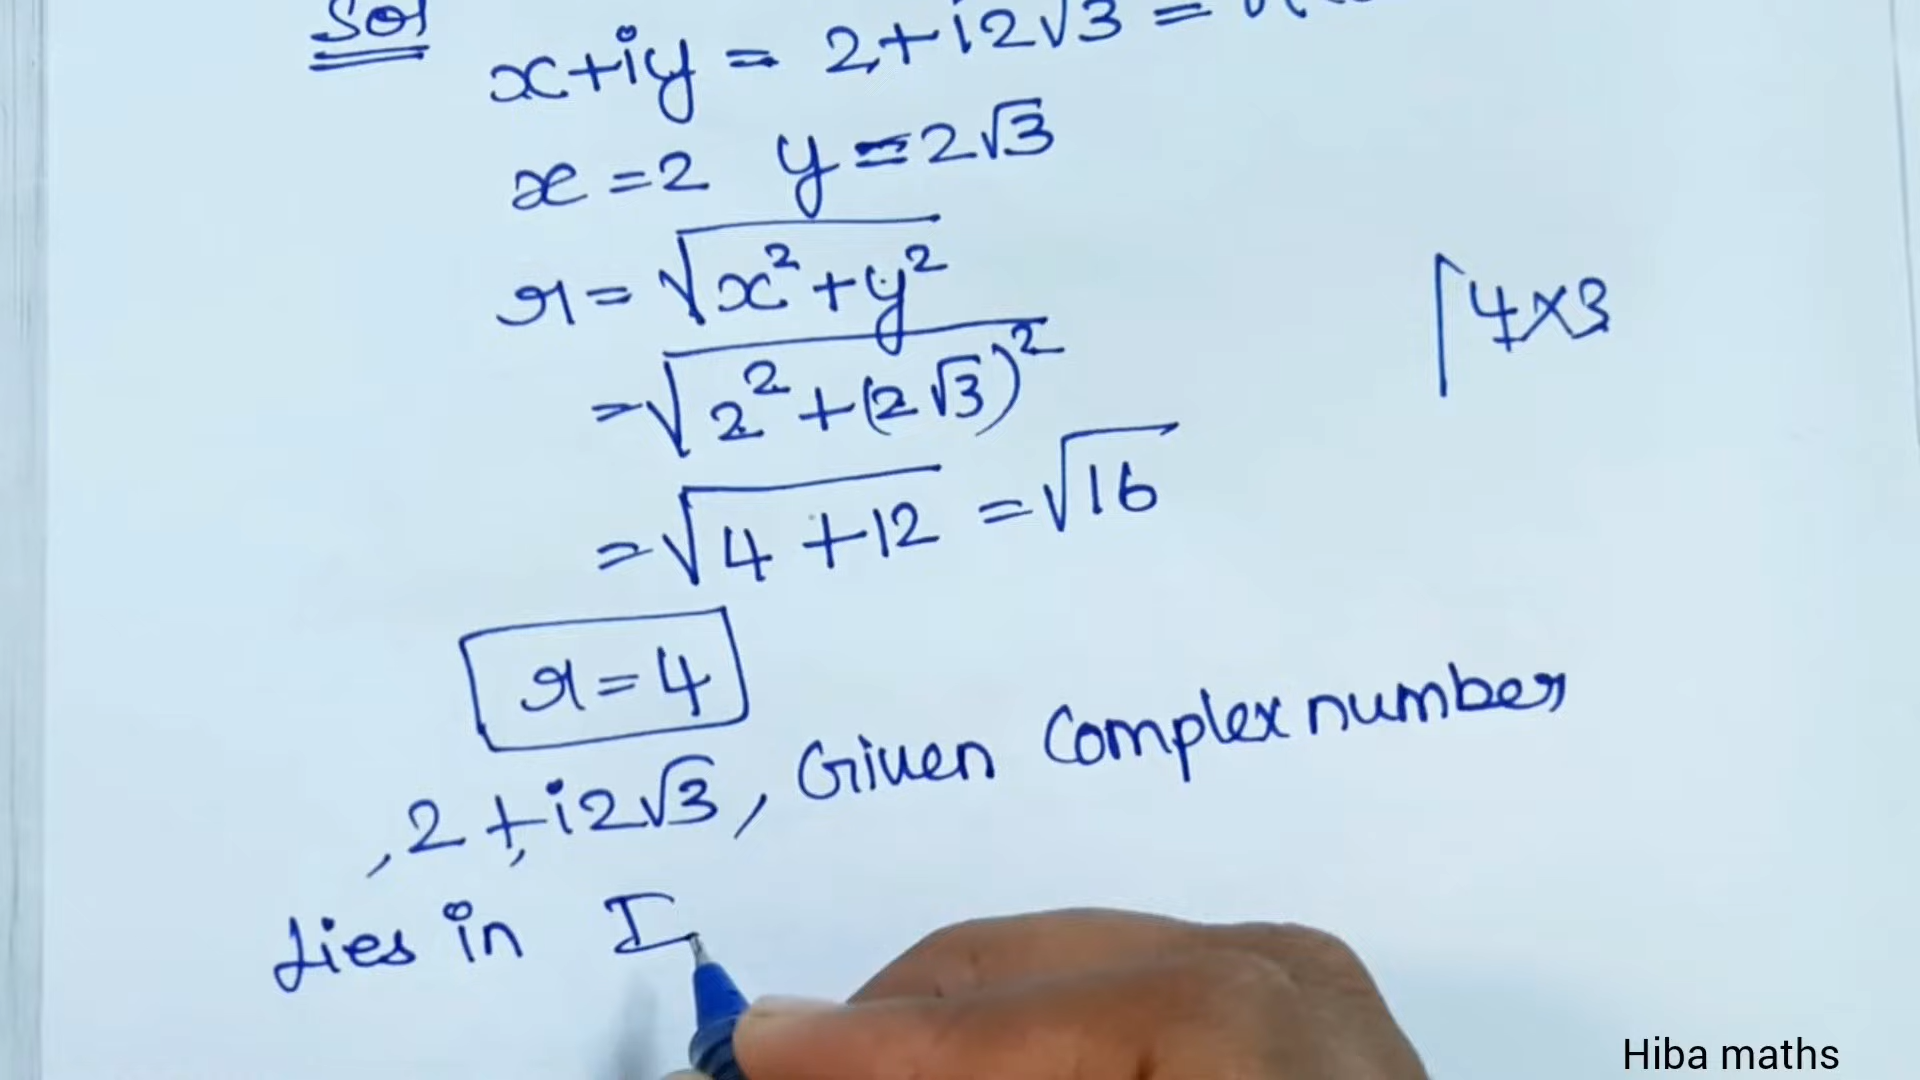 Sol
x+iy = 2+i2√3 =
x=2 y=2√3
r=√x²+y²
=√2²+(2√3)²
4×3
=√4+12 =√16
r=4
,2+i2√3, Given Complex number
lies in I
Hiba maths